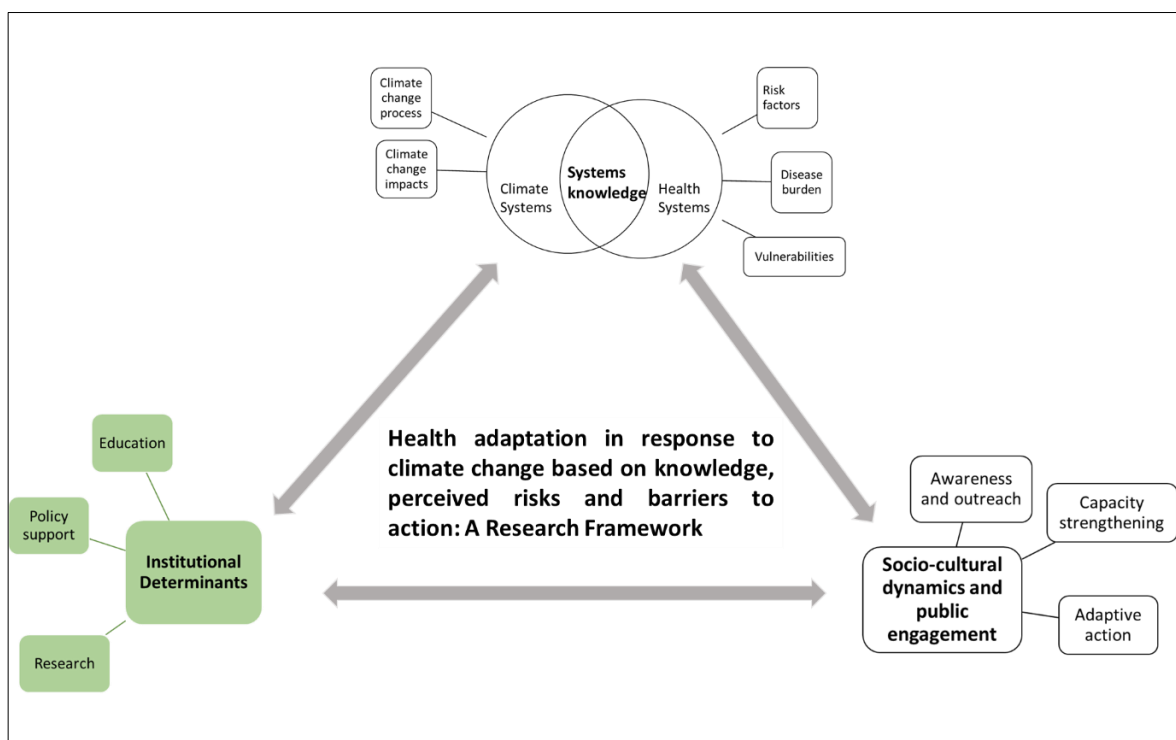 Climate
change
process
Climate
change
impacts
Climate
Systems
Systems
knowledge
Health
Systems
Risk
factors
Disease
burden
Vulnerabilities
Health adaptation in response to
climate change based on knowledge,
perceived risks and barriers to
action: A Research Framework
Education
Policy
support
Institutional
Determinants
Research
Awareness
and outreach
Capacity
strengthening
Socio-cultural
dynamics and
public
engagement
Adaptive
action